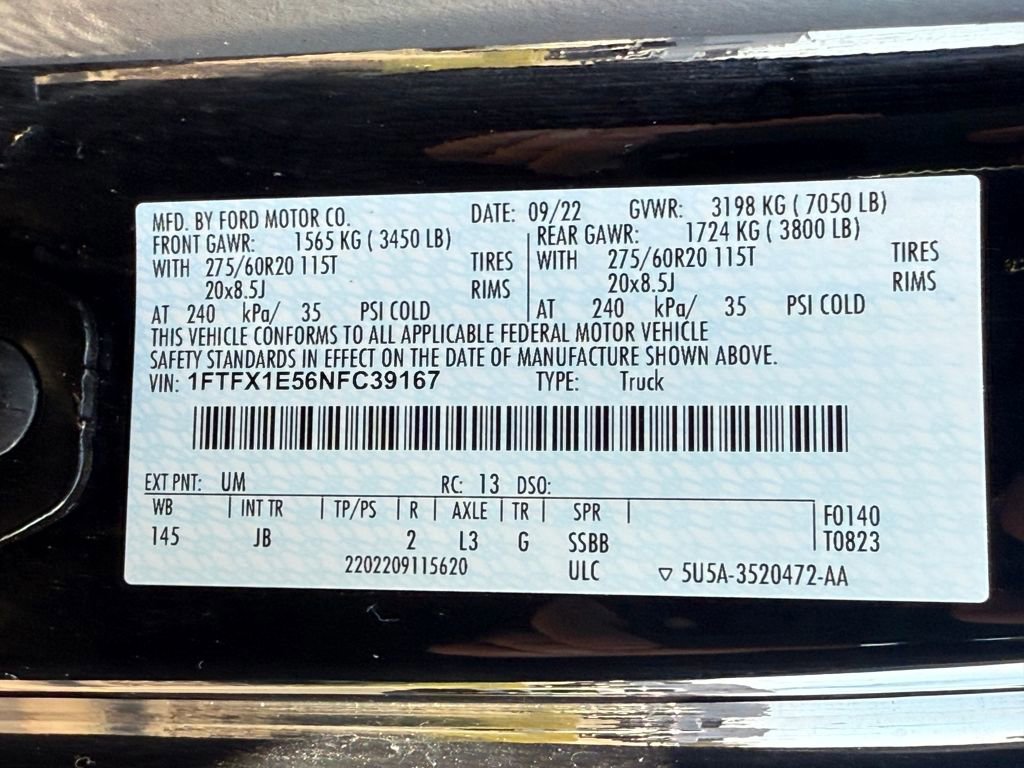 MFD. BY FORD MOTOR CO. DATE: 09/22 GVWR: 3198 KG ( 7050 LB)
FRONT GAWR: 1565 KG ( 3450 LB) REAR GAWR: 1724 KG ( 3800 LB)
WITH 275/60R20 115T TIRES WITH 275/60R20 115T TIRES
20x8.5J RIMS 20x8.5J RIMS
AT 240 kPa/ 35 PSI COLD AT 240 kPa/ 35 PSI COLD
THIS VEHICLE CONFORMS TO ALL APPLICABLE FEDERAL MOTOR VEHICLE
SAFETY STANDARDS IN EFFECT ON THE DATE OF MANUFACTURE SHOWN ABOVE.
VIN: 1FTFX1E56NFC39167 TYPE: Truck
EXT PNT: UM RC: 13 DSO:
WB | INT TR | TP/PS | R | AXLE | TR | SPR | F0140
145 JB 2 L3 G SSBB T0823
2202209115620 ULC ▽ 5U5A-3520472-AA